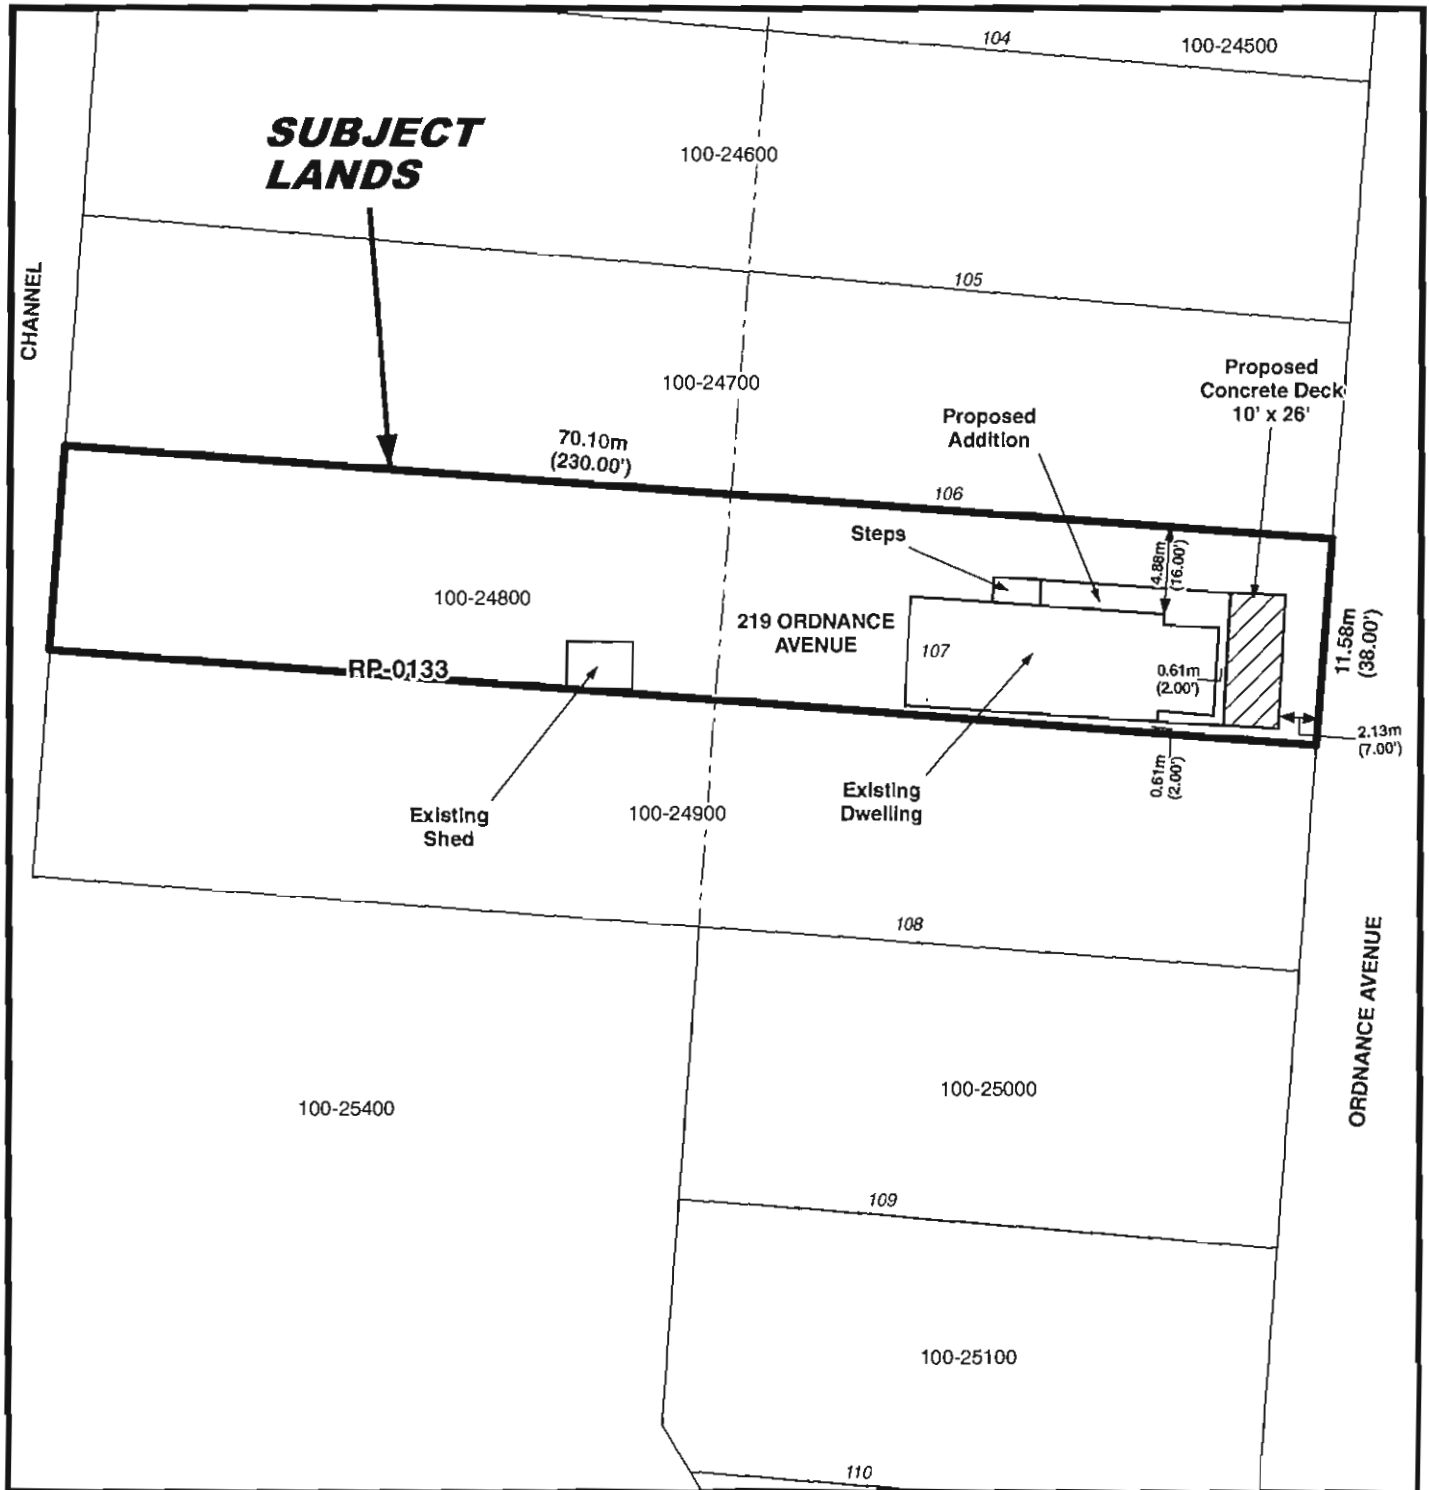 104
100-24500
SUBJECT
LANDS
100-24600
CHANNEL
105
100-24700
Proposed
Concrete Deck
10' x 26'
Proposed
Addition
70.10m
(230.00')
106
Steps
4.88m
(16.00')
100-24800
219 ORDNANCE
AVENUE
107
0.61m
(2.00')
11.58m
(38.00')
RP-0133
2.13m
(7.00')
0.61m
(2.00')
Existing
Dwelling
Existing
Shed
100-24900
108
ORDNANCE AVENUE
100-25000
100-25400
109
100-25100
110